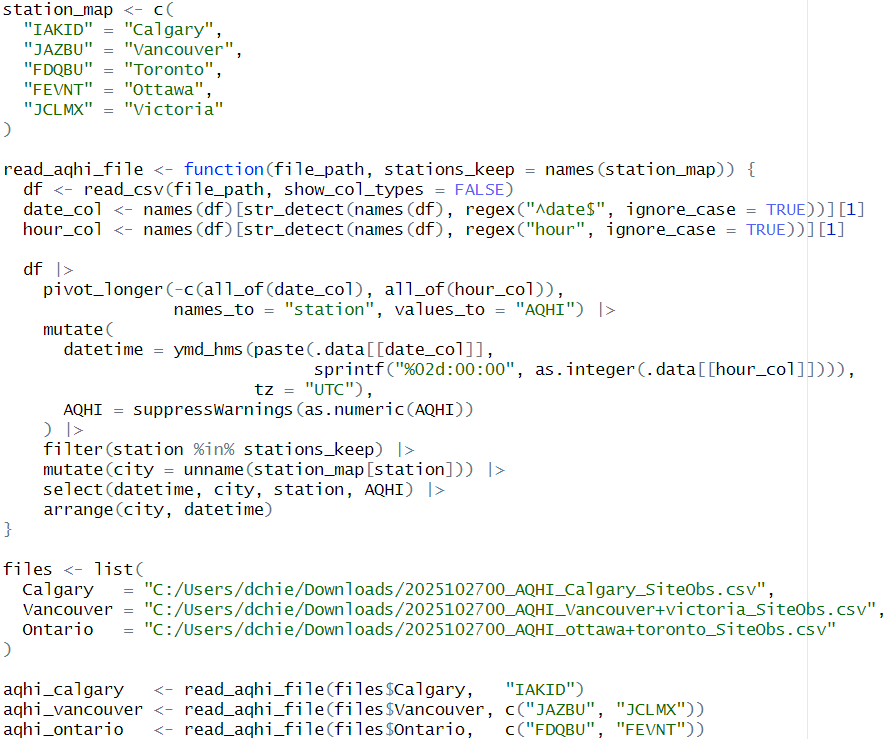 station_map <- c(
  "IAKID" = "Calgary",
  "JAZBU" = "Vancouver",
  "FDQBU" = "Toronto",
  "FEVNT" = "Ottawa",
  "JCLMX" = "Victoria"
)

read_aqhi_file <- function(file_path, stations_keep = names(station_map)) {
  df <- read_csv(file_path, show_col_types = FALSE)
  date_col <- names(df)[str_detect(names(df), regex("^date$", ignore_case = TRUE))][1]
  hour_col <- names(df)[str_detect(names(df), regex("hour", ignore_case = TRUE))][1]

  df |>
    pivot_longer(-c(all_of(date_col), all_of(hour_col)),
                 names_to = "station", values_to = "AQHI") |>
    mutate(
      datetime = ymd_hms(paste(.data[[date_col]],
                               sprintf("%02d:00:00", as.integer(.data[[hour_col]]))),
                         tz = "UTC"),
      AQHI = suppressWarnings(as.numeric(AQHI))
    ) |>
    filter(station %in% stations_keep) |>
    mutate(city = unname(station_map[station])) |>
    select(datetime, city, station, AQHI) |>
    arrange(city, datetime)
}

files <- list(
  Calgary   = "C:/Users/dchie/Downloads/2025102700_AQHI_Calgary_SiteObs.csv",
  Vancouver = "C:/Users/dchie/Downloads/2025102700_AQHI_Vancouver+victoria_SiteObs.csv",
  Ontario   = "C:/Users/dchie/Downloads/2025102700_AQHI_ottawa+toronto_SiteObs.csv"
)

aqhi_calgary   <- read_aqhi_file(files$Calgary,   "IAKID")
aqhi_vancouver <- read_aqhi_file(files$Vancouver, c("JAZBU", "JCLMX"))
aqhi_ontario   <- read_aqhi_file(files$Ontario,   c("FDQBU", "FEVNT"))